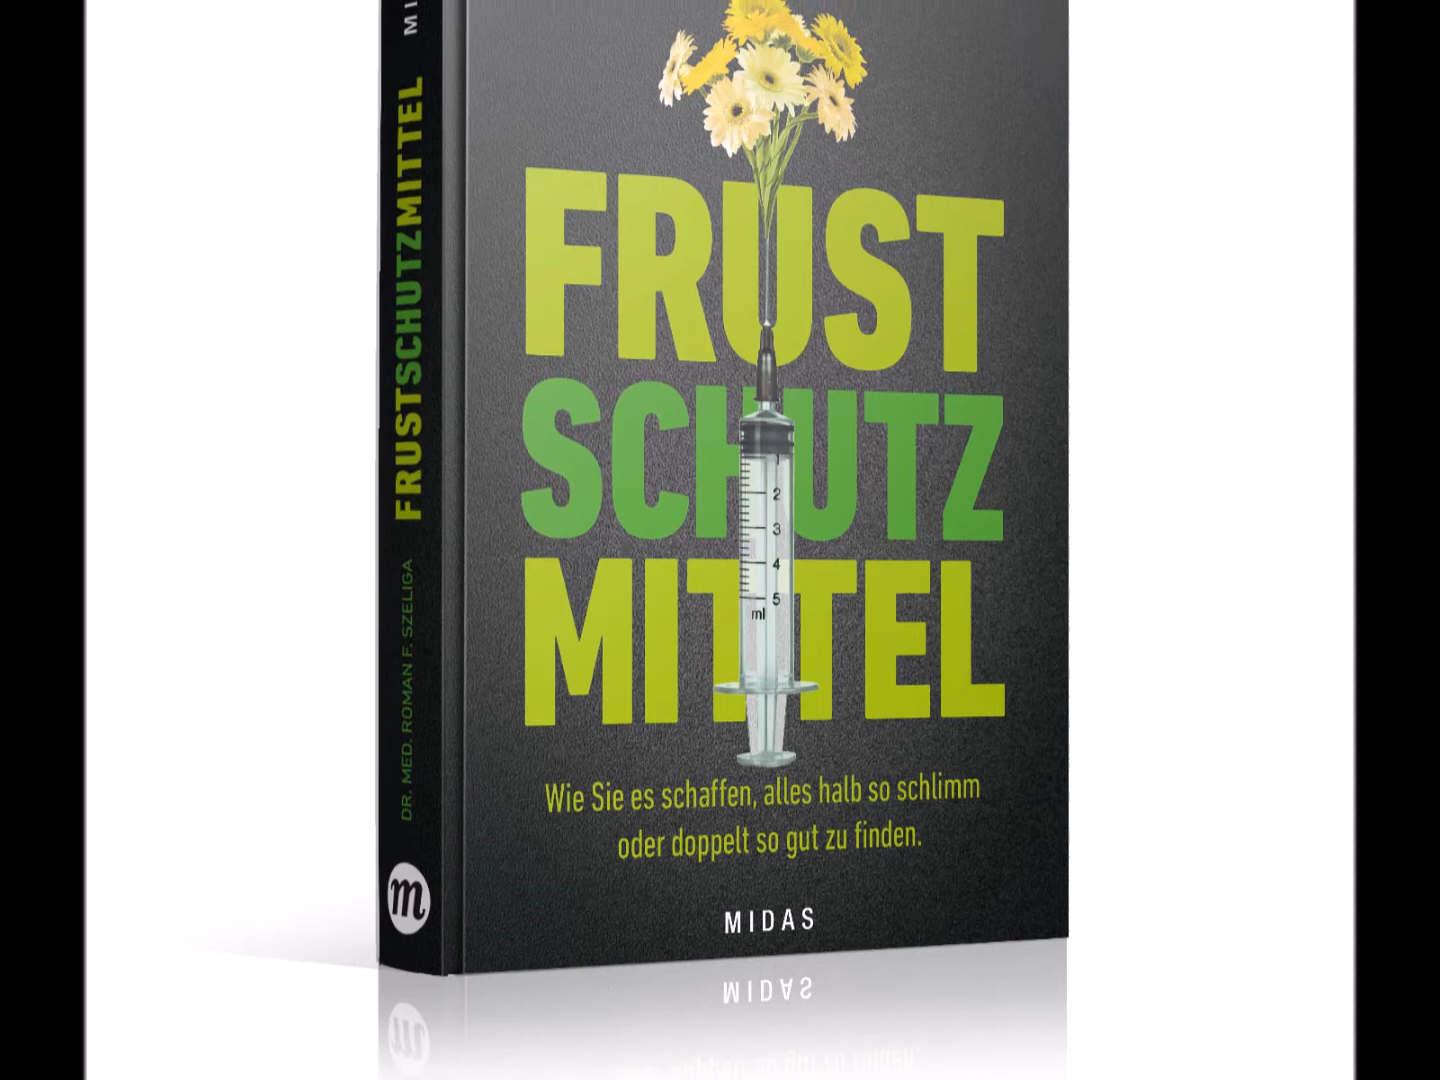 MI
FRUSTSCHUTZMITTEL
DR. MED. ROMAN F. SZELIGA
m
FRUST
SCHUTZ
MITTEL
2
3
4
5
ml
Wie Sie es schaffen, alles halb so schlimm
oder doppelt so gut zu finden.
MIDAS